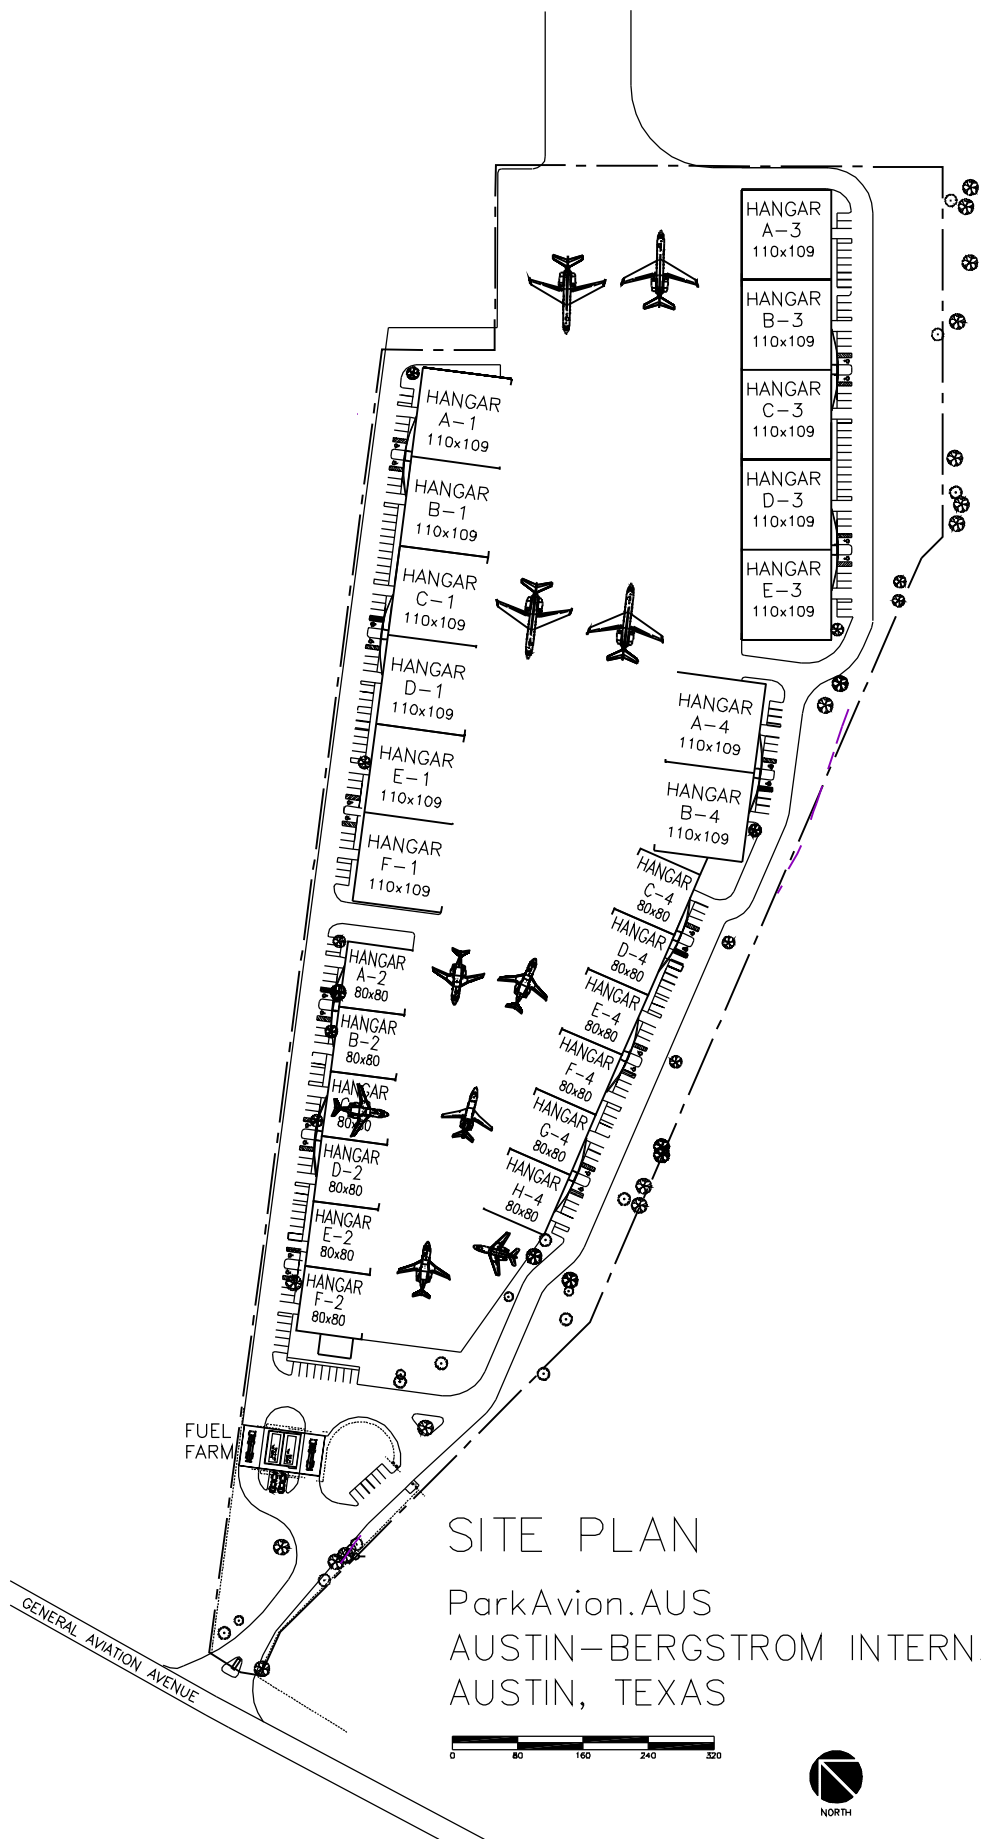 HANGAR
A-3
110x109
HANGAR
B-3
110x109
HANGAR
C-3
110x109
HANGAR
D-3
110x109
HANGAR
E-3
110x109
HANGAR
A-1
110x109
HANGAR
B-1
110x109
HANGAR
C-1
110x109
HANGAR
D-1
110x109
HANGAR
E-1
110x109
HANGAR
F-1
110x109
HANGAR
A-4
110x109
HANGAR
B-4
110x109
HANGAR
C-4
80x80
HANGAR
D-4
80x80
HANGAR
E-4
80x80
HANGAR
F-4
80x80
HANGAR
G-4
80x80
HANGAR
H-4
80x80
HANGAR
A-2
80x80
HANGAR
B-2
80x80
HANGAR
80x80
HANGAR
D-2
80x80
HANGAR
E-2
80x80
HANGAR
F-2
80x80
FUEL
FARM
GENERAL AVIATION AVENUE
SITE PLAN
ParkAvion.AUS
AUSTIN-BERGSTROM INTERN
AUSTIN, TEXAS
0 80 160 240 320
NORTH